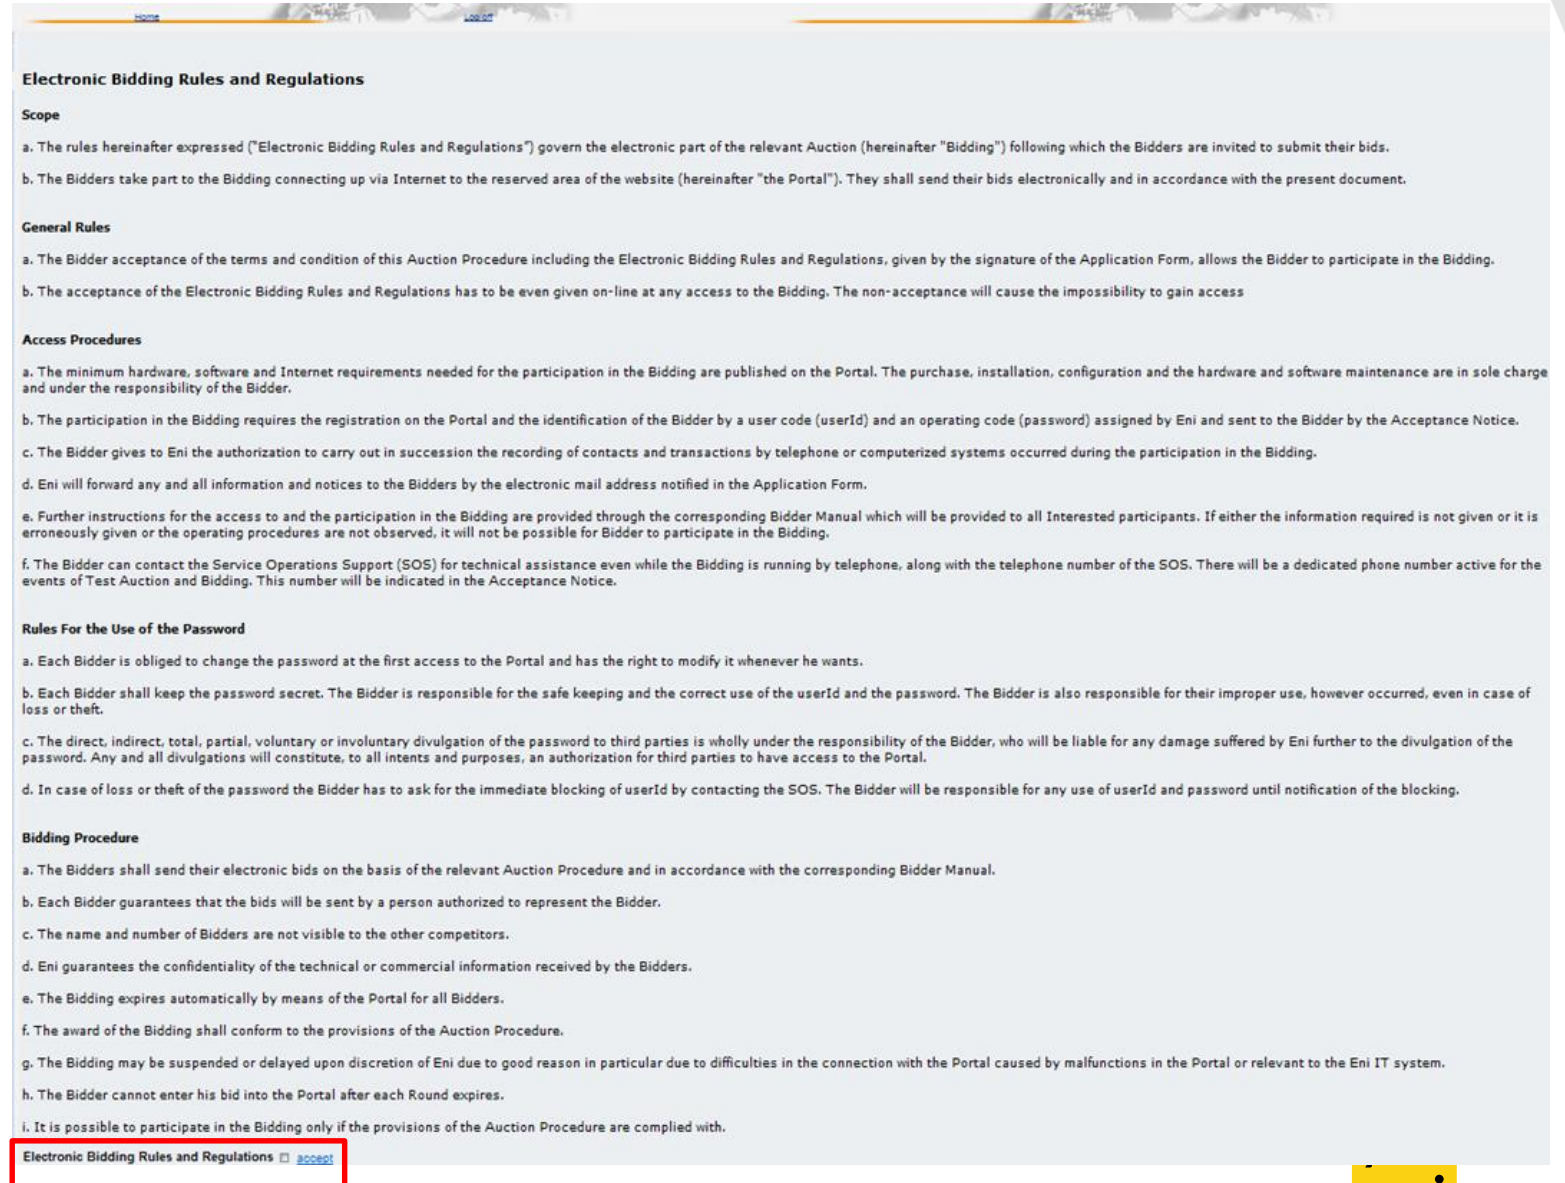 Home Log off
Electronic Bidding Rules and Regulations
Scope
a. The rules hereinafter expressed ("Electronic Bidding Rules and Regulations") govern the electronic part of the relevant Auction (hereinafter "Bidding") following which the Bidders are invited to submit their bids.
b. The Bidders take part to the Bidding connecting up via Internet to the reserved area of the website (hereinafter "the Portal"). They shall send their bids electronically and in accordance with the present document.
General Rules
a. The Bidder acceptance of the terms and condition of this Auction Procedure including the Electronic Bidding Rules and Regulations, given by the signature of the Application Form, allows the Bidder to participate in the Bidding.
b. The acceptance of the Electronic Bidding Rules and Regulations has to be even given on-line at any access to the Bidding. The non-acceptance will cause the impossibility to gain access
Access Procedures
a. The minimum hardware, software and Internet requirements needed for the participation in the Bidding are published on the Portal. The purchase, installation, configuration and the hardware and software maintenance are in sole charge
and under the responsibility of the Bidder.
b. The participation in the Bidding requires the registration on the Portal and the identification of the Bidder by a user code (userId) and an operating code (password) assigned by Eni and sent to the Bidder by the Acceptance Notice.
c. The Bidder gives to Eni the authorization to carry out in succession the recording of contacts and transactions by telephone or computerized systems occurred during the participation in the Bidding.
d. Eni will forward any and all information and notices to the Bidders by the electronic mail address notified in the Application Form.
e. Further instructions for the access to and the participation in the Bidding are provided through the corresponding Bidder Manual which will be provided to all Interested participants. If either the information required is not given or it is
erroneously given or the operating procedures are not observed, it will not be possible for Bidder to participate in the Bidding.
f. The Bidder can contact the Service Operations Support (SOS) for technical assistance even while the Bidding is running by telephone, along with the telephone number of the SOS. There will be a dedicated phone number active for the
events of Test Auction and Bidding. This number will be indicated in the Acceptance Notice.
Rules For the Use of the Password
a. Each Bidder is obliged to change the password at the first access to the Portal and has the right to modify it whenever he wants.
b. Each Bidder shall keep the password secret. The Bidder is responsible for the safe keeping and the correct use of the userId and the password. The Bidder is also responsible for their improper use, however occurred, even in case of
loss or theft.
c. The direct, indirect, total, partial, voluntary or involuntary divulgation of the password to third parties is wholly under the responsibility of the Bidder, who will be liable for any damage suffered by Eni further to the divulgation of the
password. Any and all divulgations will constitute, to all intents and purposes, an authorization for third parties to have access to the Portal.
d. In case of loss or theft of the password the Bidder has to ask for the immediate blocking of userId by contacting the SOS. The Bidder will be responsible for any use of userId and password until notification of the blocking.
Bidding Procedure
a. The Bidders shall send their electronic bids on the basis of the relevant Auction Procedure and in accordance with the corresponding Bidder Manual.
b. Each Bidder guarantees that the bids will be sent by a person authorized to represent the Bidder.
c. The name and number of Bidders are not visible to the other competitors.
d. Eni guarantees the confidentiality of the technical or commercial information received by the Bidders.
e. The Bidding expires automatically by means of the Portal for all Bidders.
f. The award of the Bidding shall conform to the provisions of the Auction Procedure.
g. The Bidding may be suspended or delayed upon discretion of Eni due to good reason in particular due to difficulties in the connection with the Portal caused by malfunctions in the Portal or relevant to the Eni IT system.
h. The Bidder cannot enter his bid into the Portal after each Round expires.
i. It is possible to participate in the Bidding only if the provisions of the Auction Procedure are complied with.
Electronic Bidding Rules and Regulations accept